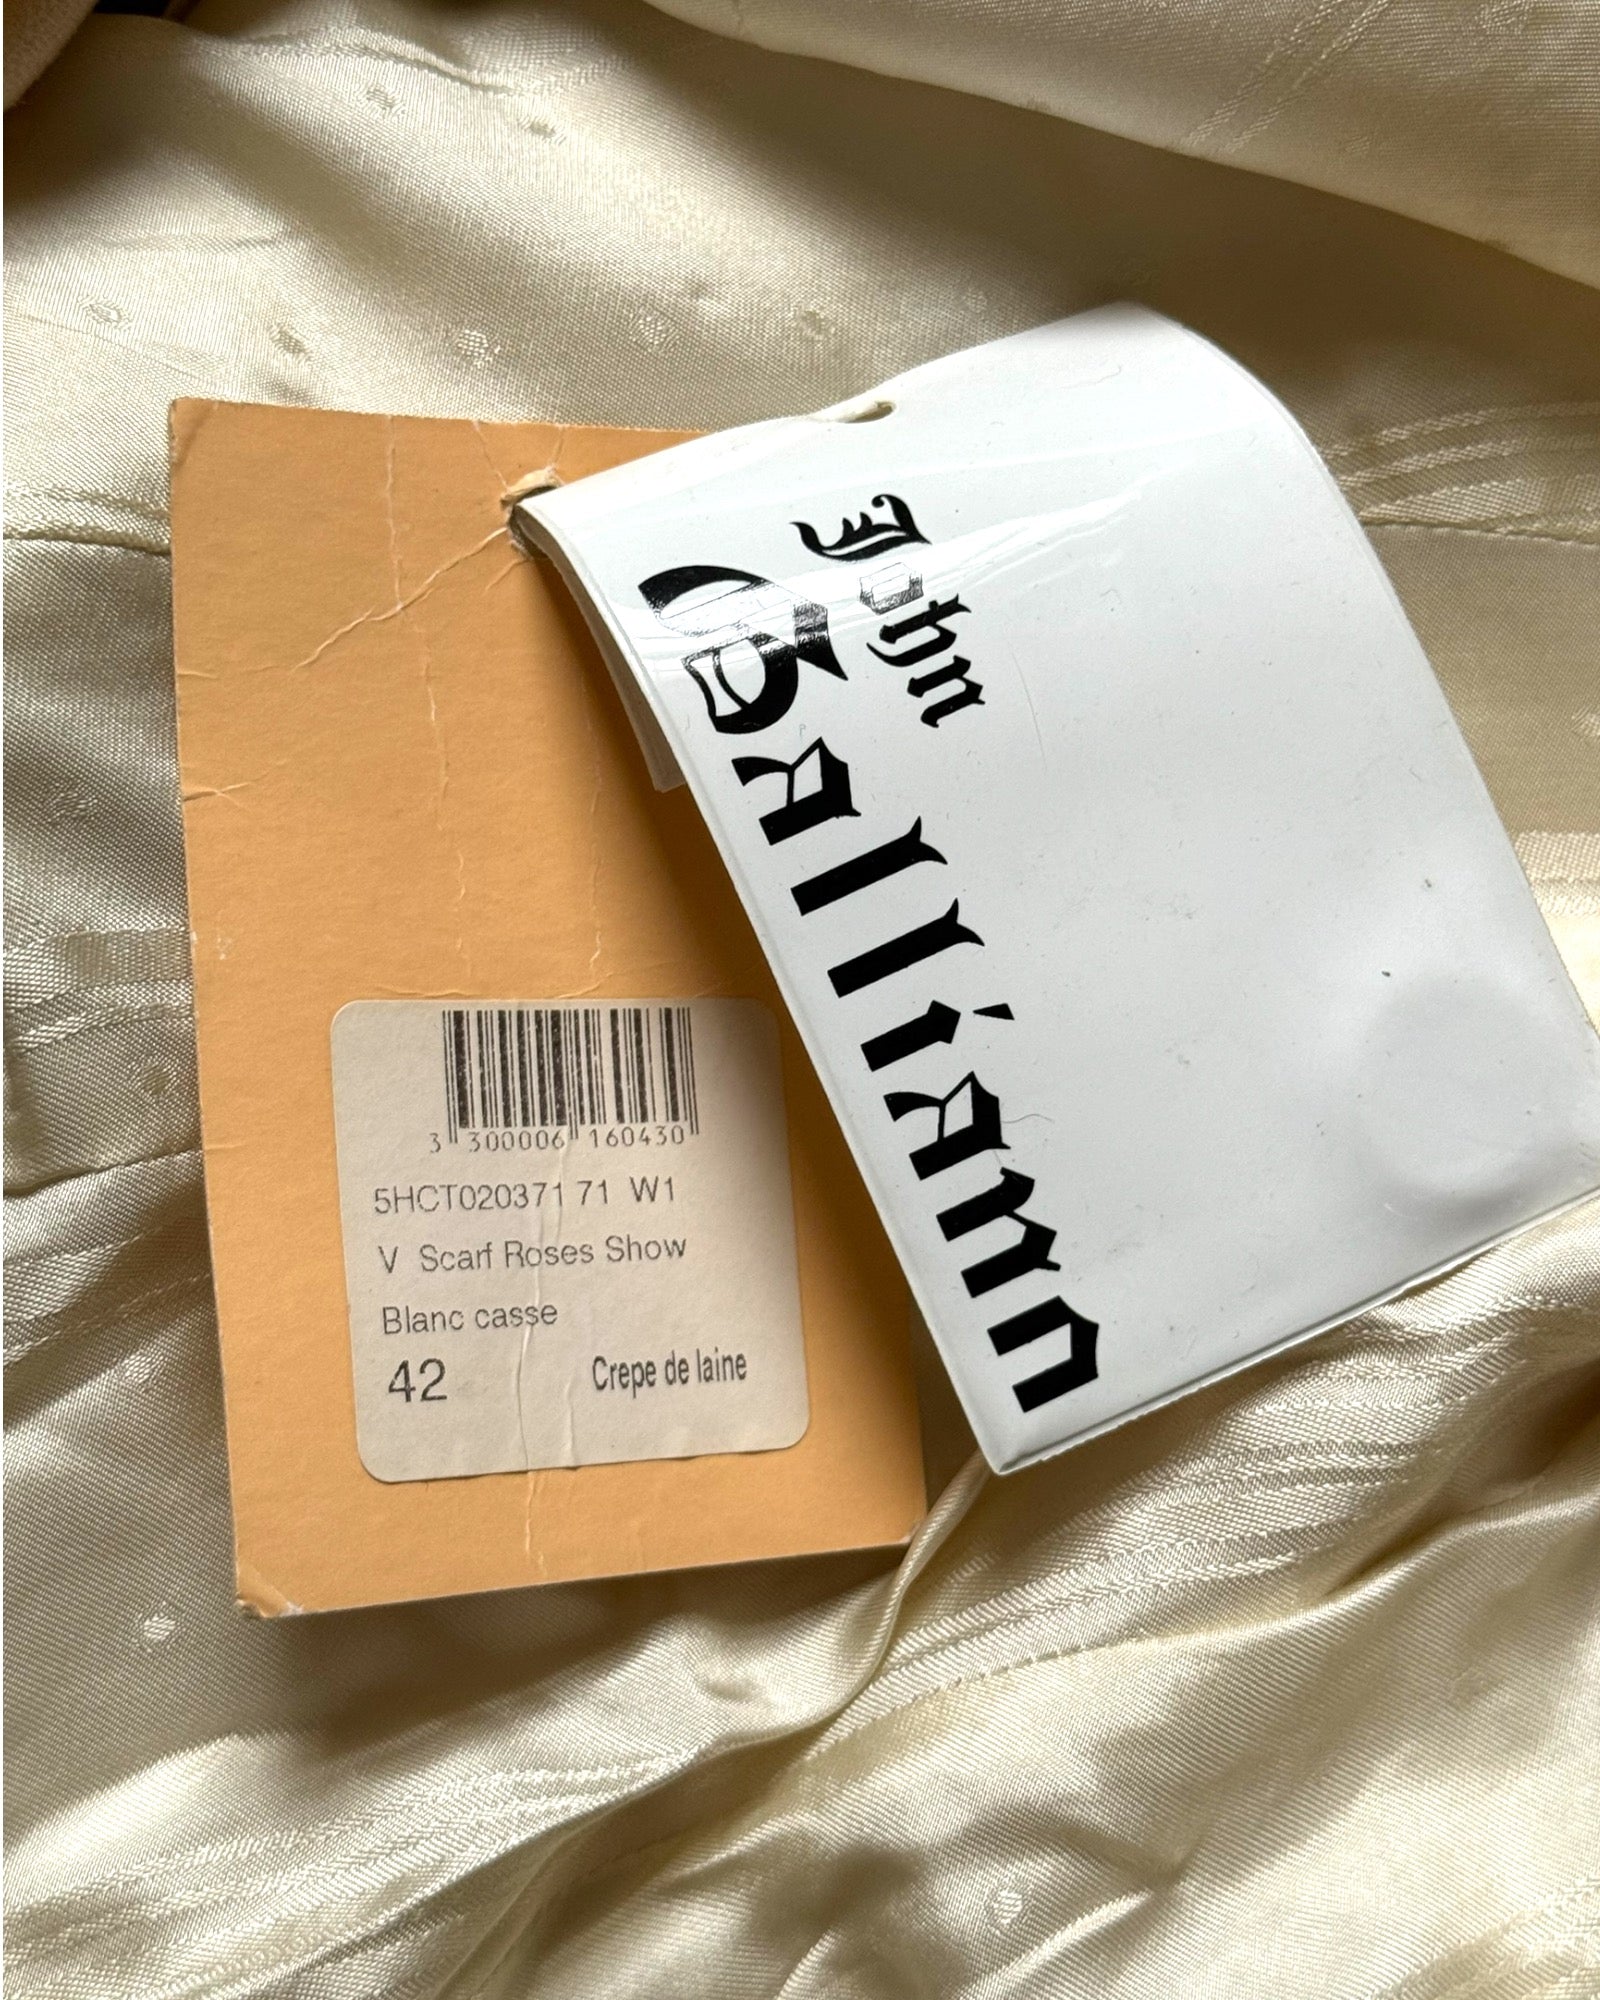 John
Galliano
3 300006 160430
5HCT020371 71 W1
V Scarf Roses Show
Blanc casse
42 Crepe de laine